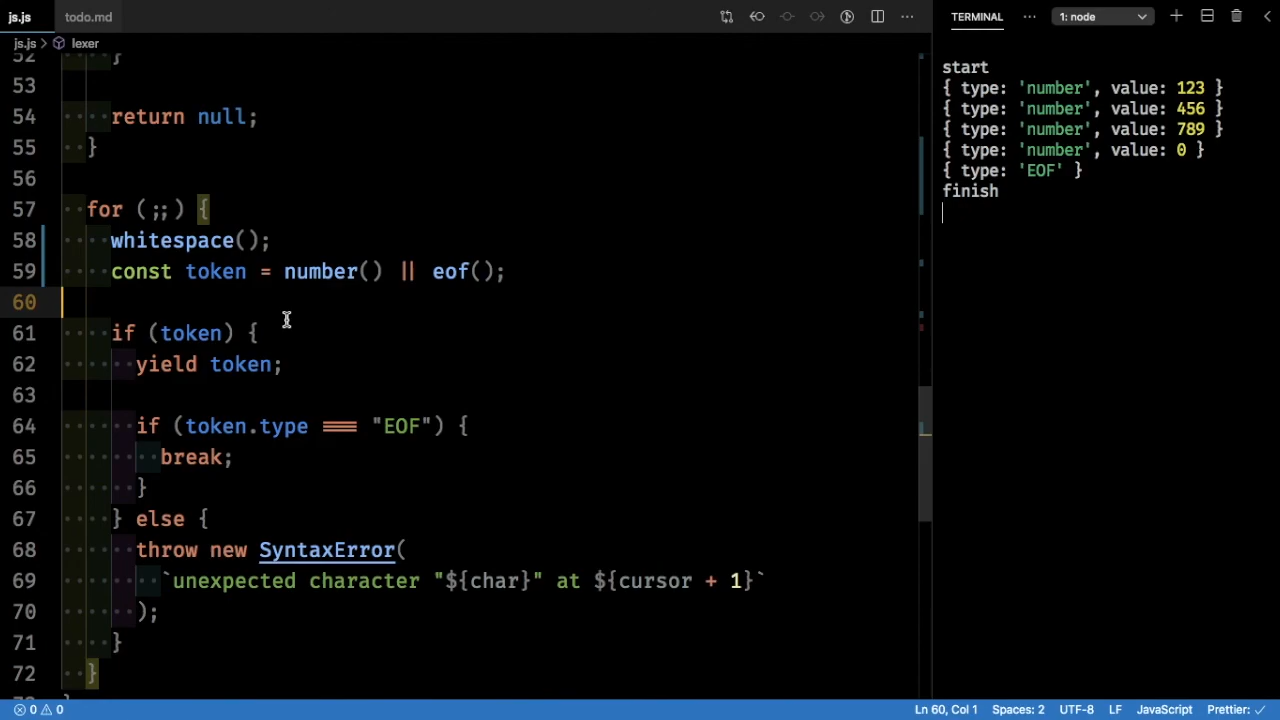 js.js
todo.md
TERMINAL
1: node
js.js > lexer
52 }
53
54 return null;
55 }
56
57 for (;;) {
58 whitespace();
59 const token = number() || eof();
60
61 if (token) {
62 yield token;
63
64 if (token.type === "EOF") {
65 break;
66 }
67 } else {
68 throw new SyntaxError(
69 `unexpected character "${char}" at ${cursor + 1}`
70 );
71 }
72 }
start
{ type: 'number', value: 123 }
{ type: 'number', value: 456 }
{ type: 'number', value: 789 }
{ type: 'number', value: 0 }
{ type: 'EOF' }
finish
0 0
Ln 60, Col 1
Spaces: 2
UTF-8
LF
JavaScript
Prettier: ✓